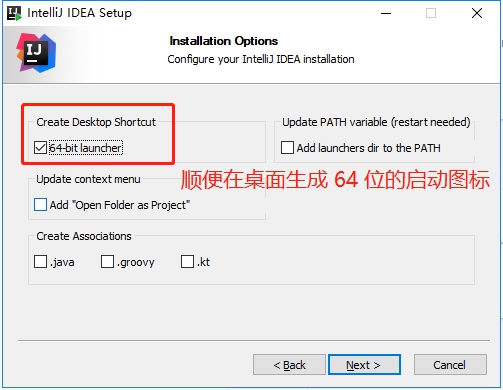 IntelliJ IDEA Setup
IJ
Installation Options
Configure your IntelliJ IDEA installation
Create Desktop Shortcut
64-bit launcher
Update PATH variable (restart needed)
Add launchers dir to the PATH
顺便在桌面生成 64 位的启动图标
Update context menu
Add "Open Folder as Project"
Create Associations
.java .groovy .kt
< Back Next > Cancel